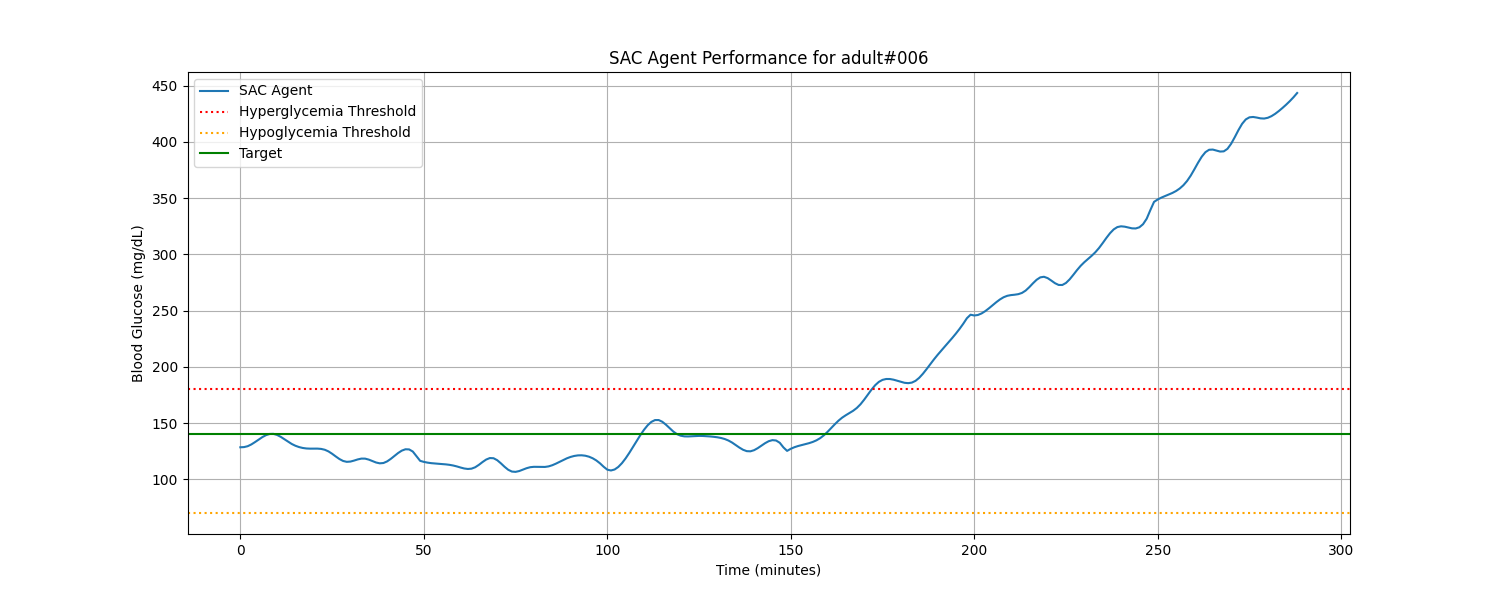 SAC Agent Performance for adult#006
SAC Agent
Hyperglycemia Threshold
Hypoglycemia Threshold
Target
Blood Glucose (mg/dL)
450
400
350
300
250
200
150
100
0 50 100 150 200 250 300
Time (minutes)